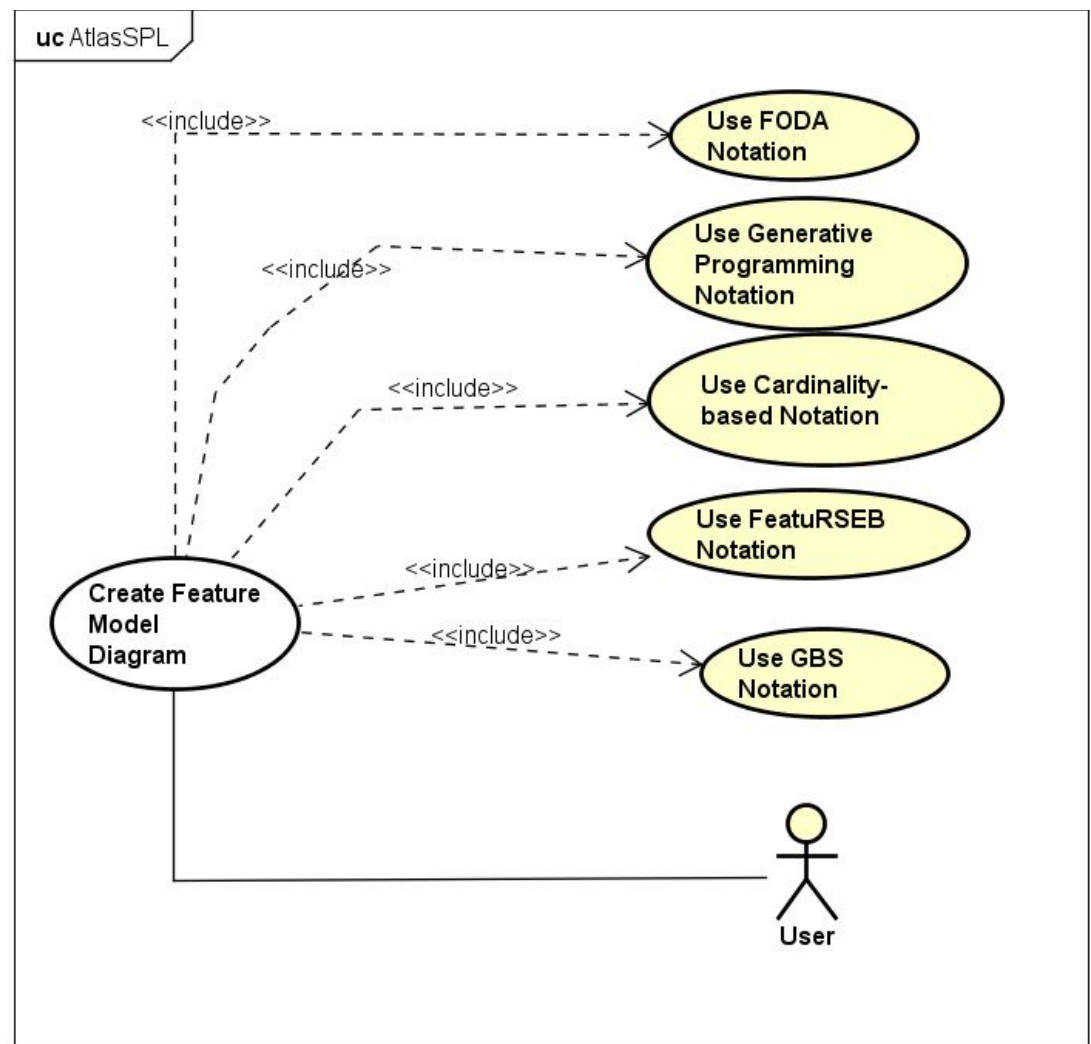 uc AtlasSPL
<<include>>
Use FODA
Notation
Use Generative
Programming
Notation
<<include>>
<<include>>
Use Cardinality-
based Notation
Use FeatuRSEB
Notation
<<include>>
Create Feature
Model
Diagram
<<include>>
Use GBS
Notation
User